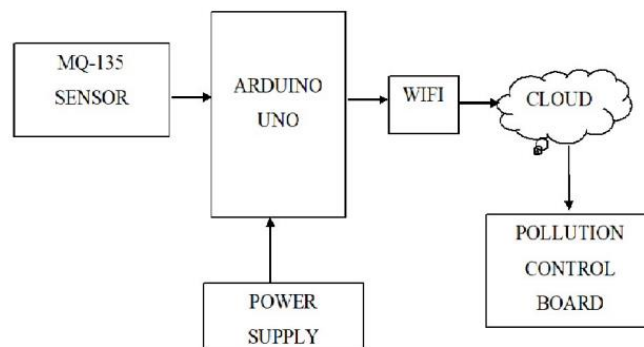 MQ-135
SENSOR
ARDUINO
UNO
WIFI
CLOUD
POLLUTION
CONTROL
BOARD
POWER
SUPPLY